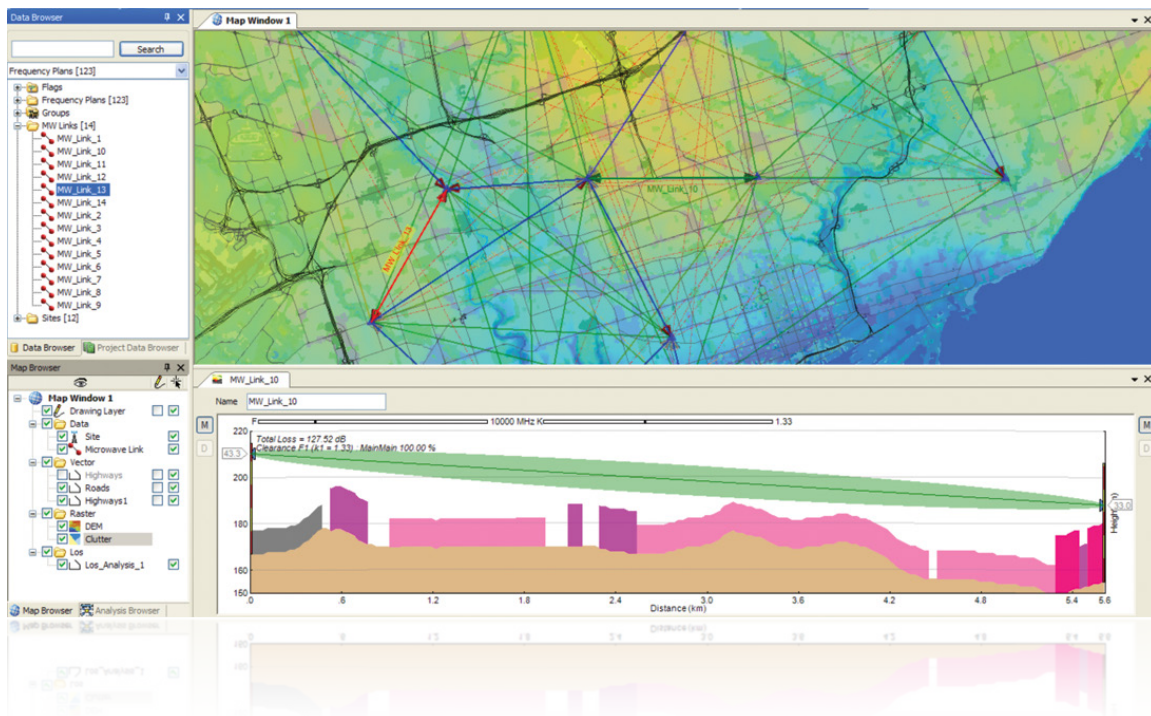 Data Browser
Search
Frequency Plans [123]
Flags
Frequency Plans [123]
Groups
MW Links [14]
MW_Link_1
MW_Link_10
MW_Link_11
MW_Link_12
MW_Link_13
MW_Link_14
MW_Link_2
MW_Link_3
MW_Link_4
MW_Link_5
MW_Link_6
MW_Link_7
MW_Link_8
MW_Link_9
Sites [12]
Data Browser Project Data Browser
Map Browser
Map Window 1
Drawing Layer
Data
Site
Microwave Link
Vector
Highways
Roads
Highways1
Raster
DEM
Clutter
Los
Los_Analysis_1
Map Browser Analysis Browser
Map Window 1
MW_Link_10
MW_Link_13
MW_Link_10
Name MW_Link_10
M
D
F 10000 MHz K 1.33
Total Loss = 127.52 dB
Clearance F1 (k1 = 1.33) : MainMain 100.00 %
220
43.3
200
180
160
150
.0 .6 1.2 1.8 2.4 3.0 3.6 4.2 4.8 5.4 5.6
Distance (km)
33.0
M
D